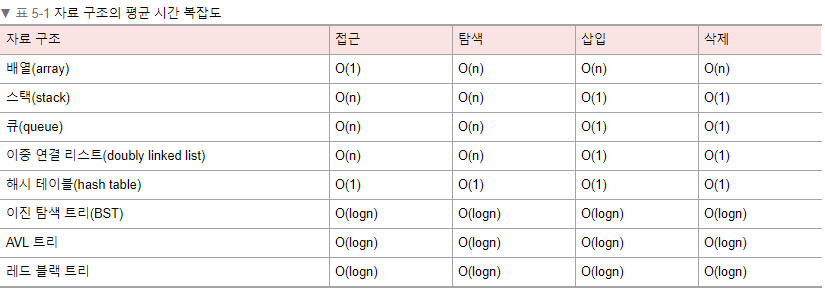 ▼ 표 5-1 자료 구조의 평균 시간 복잡도
자료 구조 접근 탐색 삽입 삭제
배열(array) O(1) O(n) O(n) O(n)
스택(stack) O(n) O(n) O(1) O(1)
큐(queue) O(n) O(n) O(1) O(1)
이중 연결 리스트(doubly linked list) O(n) O(n) O(1) O(1)
해시 테이블(hash table) O(1) O(1) O(1) O(1)
이진 탐색 트리(BST) O(logn) O(logn) O(logn) O(logn)
AVL 트리 O(logn) O(logn) O(logn) O(logn)
레드 블랙 트리 O(logn) O(logn) O(logn) O(logn)